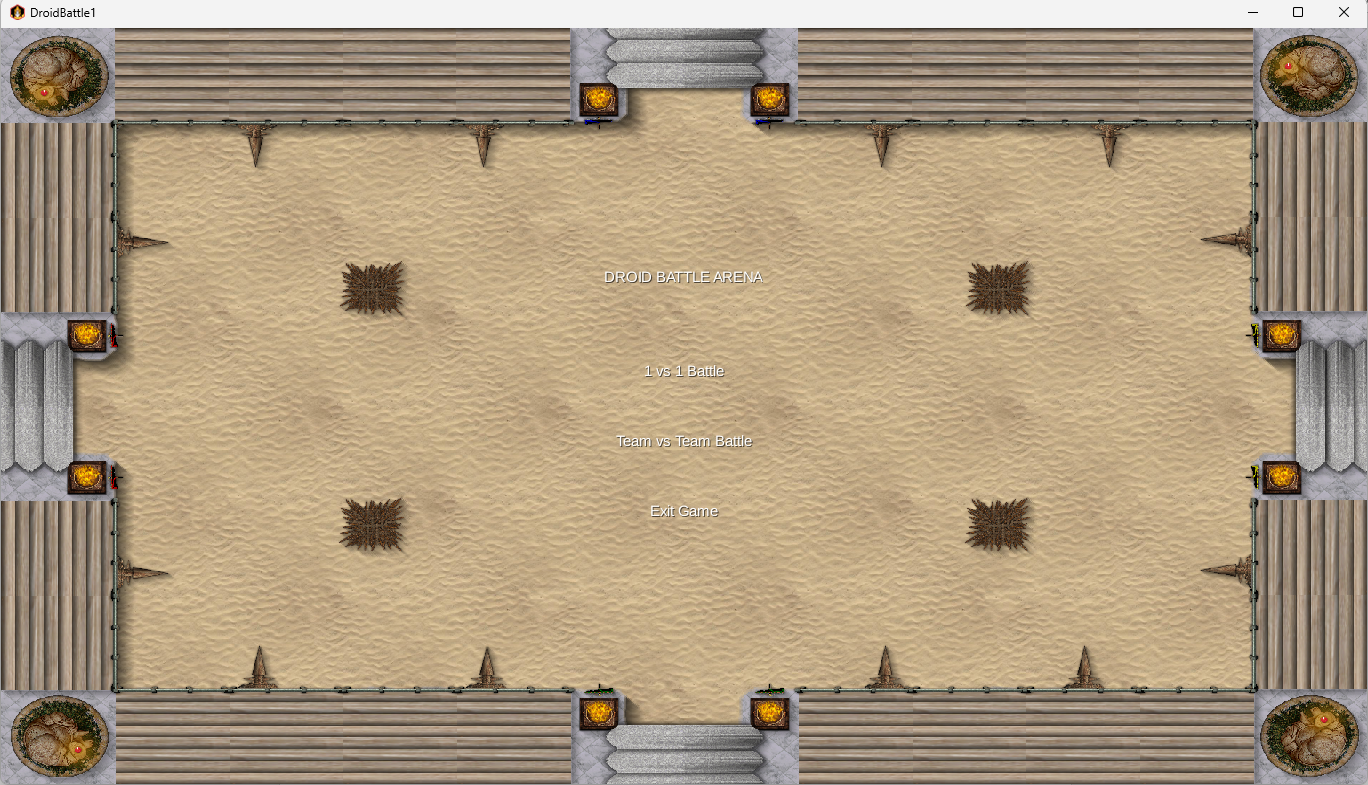 DroidBattle1
DROID BATTLE ARENA
1 vs 1 Battle
Team vs Team Battle
Exit Game